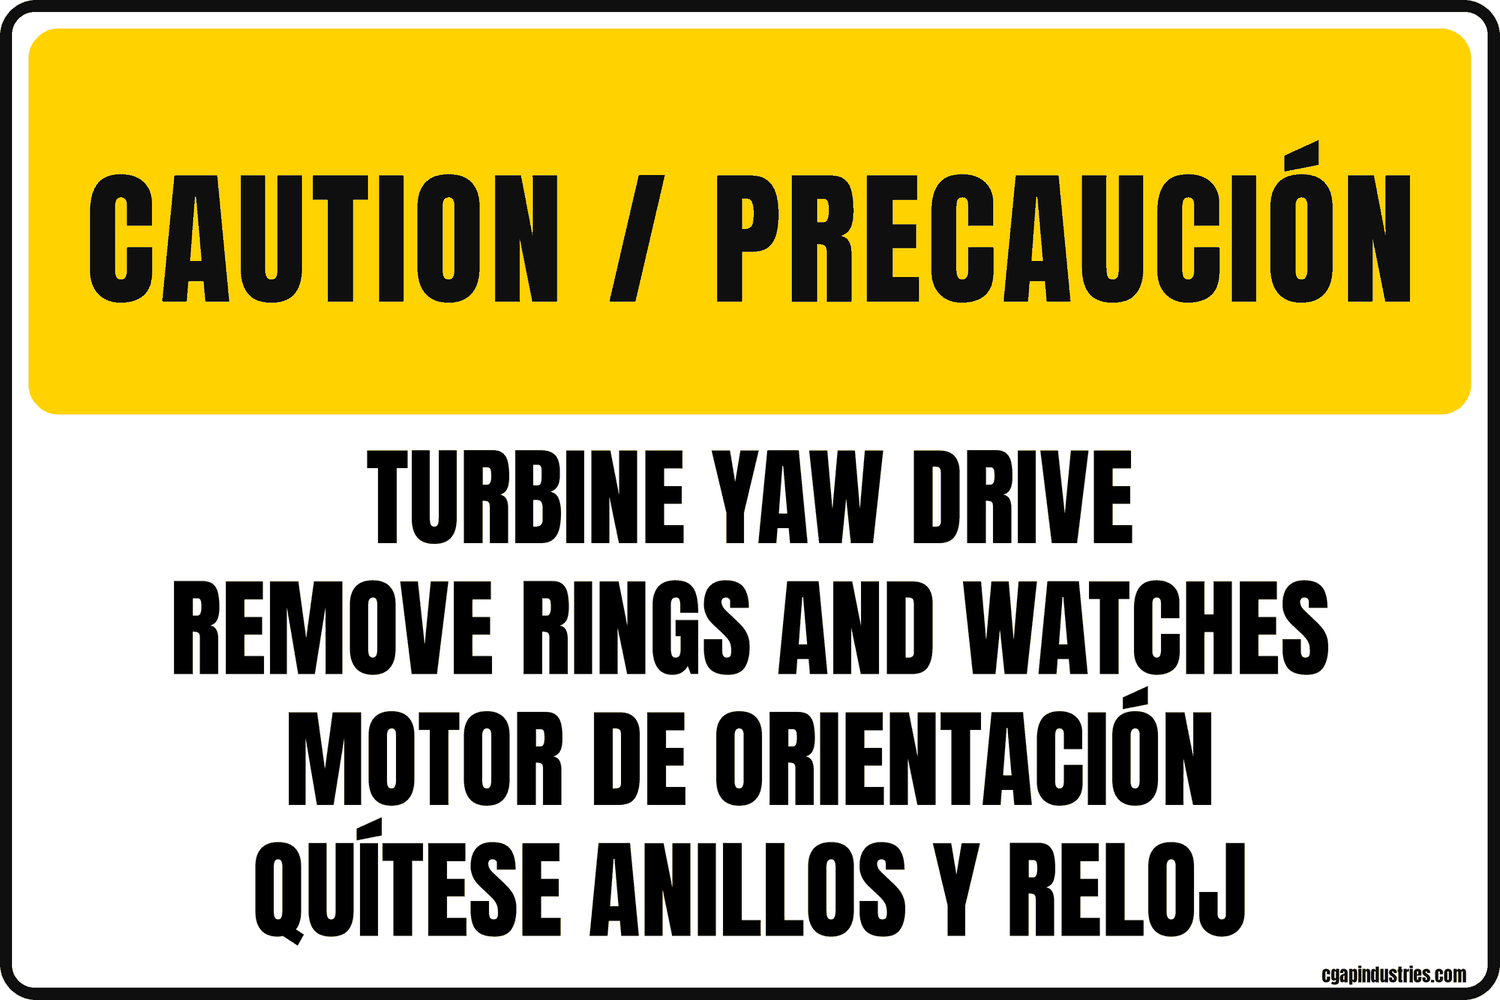 CAUTION / PRECAUCIÓN
TURBINE YAW DRIVE
REMOVE RINGS AND WATCHES
MOTOR DE ORIENTACIÓN
QUÍTESE ANILLOS Y RELOJ
cgapindustries.com